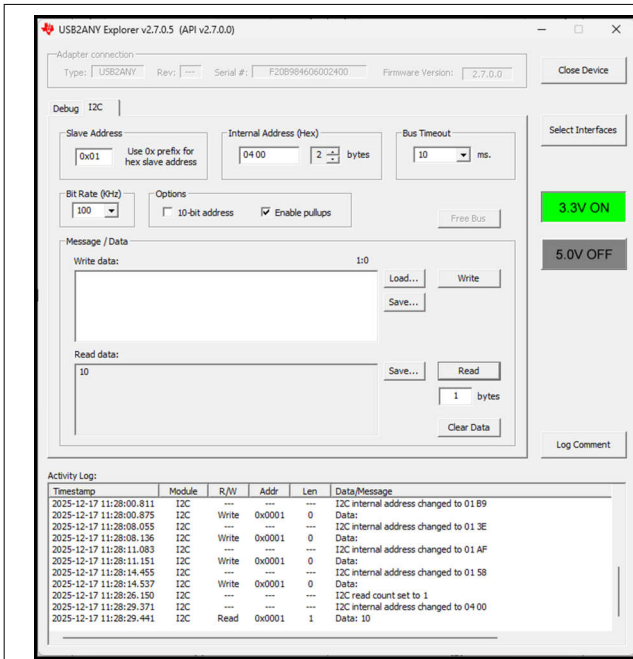 USB2ANY Explorer v2.7.0.5 (API v2.7.0.0)
Adapter connection
Type: USB2ANY Rev: --- Serial #: F20B984606002400 Firmware Version: 2.7.0.0
Close Device
Debug I2C
Select Interfaces
Slave Address
0x01 Use 0x prefix for
hex slave address
Internal Address (Hex)
04 00 2 bytes
Bus Timeout
10 ms.
Bit Rate (KHz)
100
Options
10-bit address Enable pullups
Free Bus
3.3V ON
5.0V OFF
Message / Data
Write data: 1:0
Load... Write
Save...
Read data:
10
Save... Read
1 bytes
Clear Data
Log Comment
Activity Log:
Timestamp Module R/W Addr Len Data/Message
2025-12-17 11:28:00.811 I2C --- --- --- I2C internal address changed to 01 B9
2025-12-17 11:28:00.875 I2C Write 0x0001 0 Data:
2025-12-17 11:28:08.055 I2C --- --- --- I2C internal address changed to 01 3E
2025-12-17 11:28:08.136 I2C Write 0x0001 0 Data:
2025-12-17 11:28:11.083 I2C --- --- --- I2C internal address changed to 01 AF
2025-12-17 11:28:11.151 I2C Write 0x0001 0 Data:
2025-12-17 11:28:14.455 I2C --- --- --- I2C internal address changed to 01 58
2025-12-17 11:28:14.537 I2C Write 0x0001 0 Data:
2025-12-17 11:28:26.150 I2C --- --- --- I2C read count set to 1
2025-12-17 11:28:29.371 I2C --- --- --- I2C internal address changed to 04 00
2025-12-17 11:28:29.441 I2C Read 0x0001 1 Data: 10